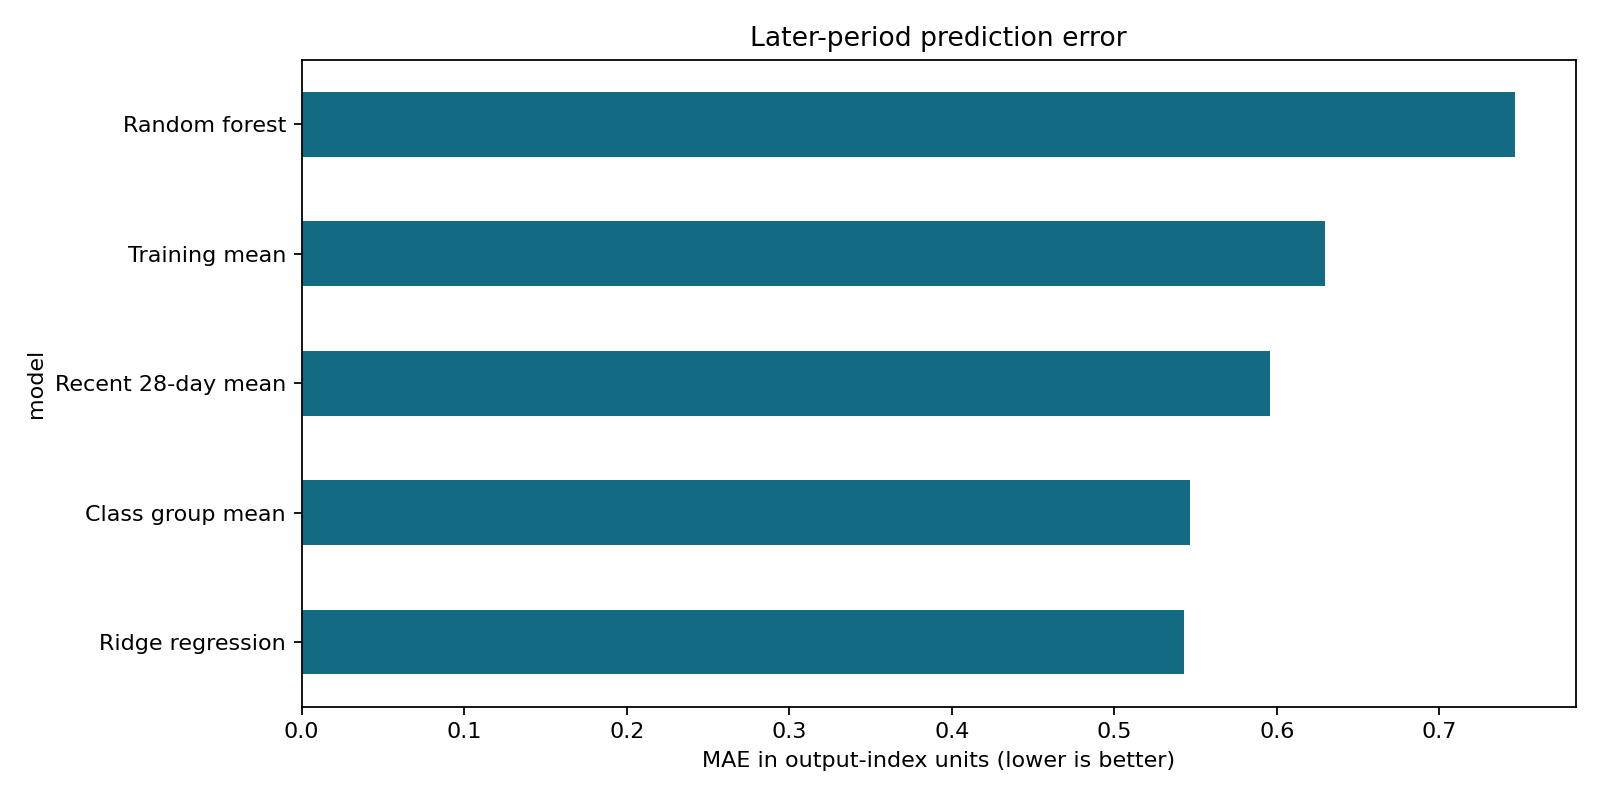 Later-period prediction error
Random forest
Training mean
Recent 28-day mean
Class group mean
Ridge regression
model
0.0 0.1 0.2 0.3 0.4 0.5 0.6 0.7
MAE in output-index units (lower is better)